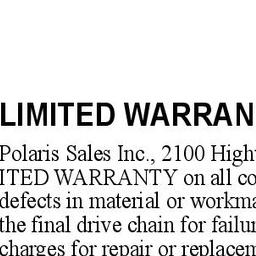 LIMITED WARRAN
Polaris Sales Inc., 2100 High
ITED WARRANTY on all co
defects in material or workma
the final drive chain for failur
charges for repair or replacem